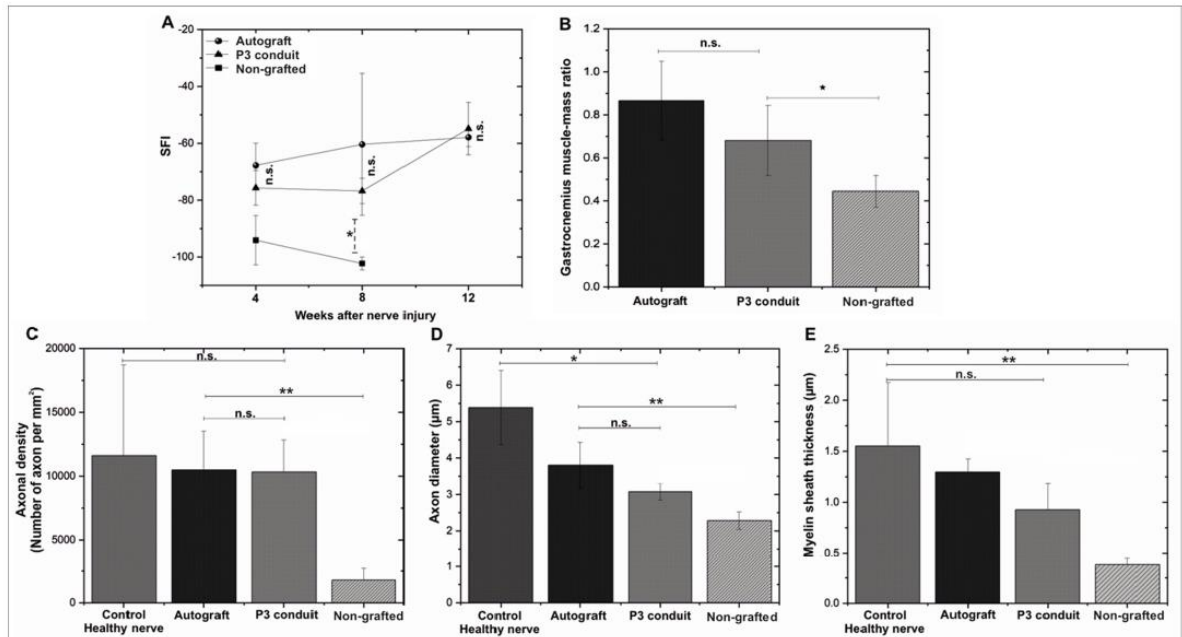 A
-20
-40
-60
-80
-100
SFI
Autograft
P3 conduit
Non-grafted
n.s.
n.s.
n.s.
*
4
8
12
Weeks after nerve injury
B
1.2
1.0
0.8
0.6
0.4
0.2
0.0
Gastrocnemius muscle-mass ratio
n.s.
*
Autograft
P3 conduit
Non-grafted
C
20000
15000
10000
5000
0
Axonal density
(Number of axon per mm²)
n.s.
**
n.s.
Control
Healthy nerve
Autograft
P3 conduit
Non-grafted
D
7
6
5
4
3
2
1
0
Axon diameter (µm)
*
**
n.s.
Control
Healthy nerve
Autograft
P3 conduit
Non-grafted
E
2.5
2.0
1.5
1.0
0.5
0.0
Myelin sheath thickness (µm)
**
n.s.
Control
Healthy nerve
Autograft
P3 conduit
Non-grafted